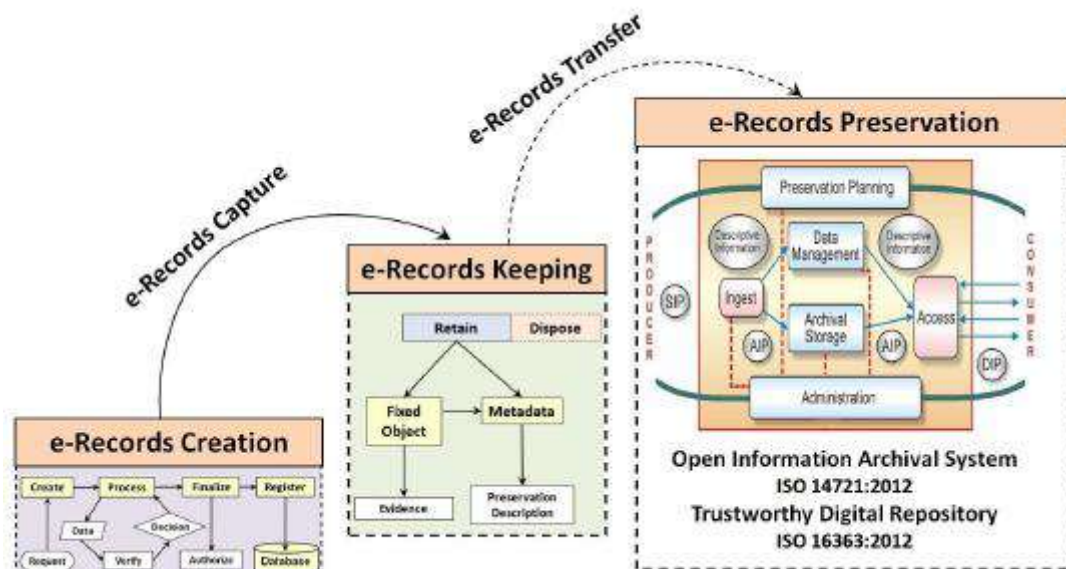 e-Records Transfer
e-Records Capture
e-Records Creation
Create
Process
Finalize
Register
Data
Decision
Request
Verify
Authorize
Database
e-Records Keeping
Retain
Dispose
Fixed
Object
Metadata
Evidence
Preservation
Description
e-Records Preservation
Preservation Planning
PRODUCER
Descriptive
Information
Data
Management
Descriptive
Information
CONSUMER
SIP
Ingest
Archival
Storage
Access
AIP
AIP
DIP
Administration
Open Information Archival System
ISO 14721:2012
Trustworthy Digital Repository
ISO 16363:2012